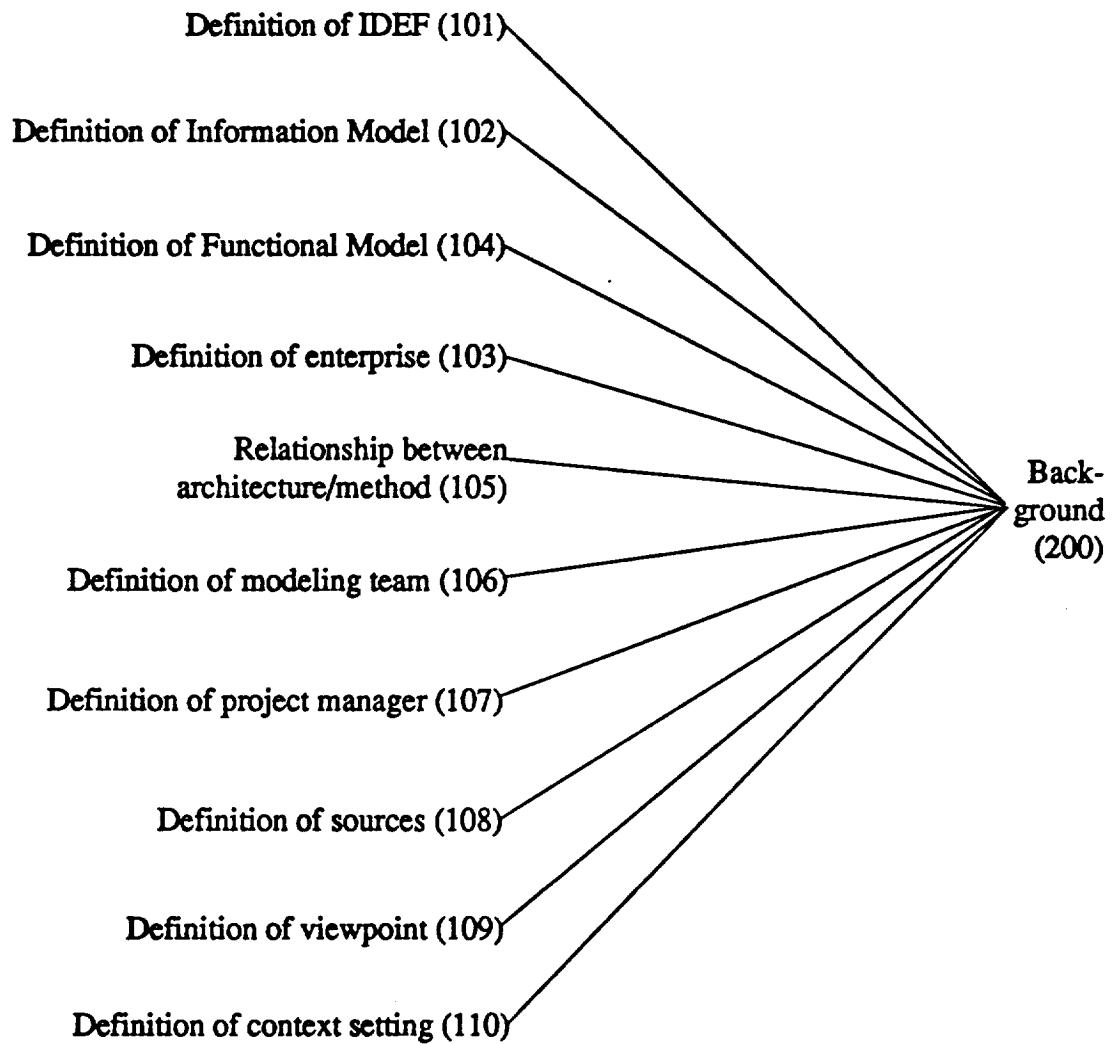 Definition of IDEF (101)
Definition of Information Model (102)
Definition of Functional Model (104)
Definition of enterprise (103)
Relationship between
architecture/method (105)
Definition of modeling team (106)
Definition of project manager (107)
Definition of sources (108)
Definition of viewpoint (109)
Definition of context setting (110)
Back-
ground
(200)